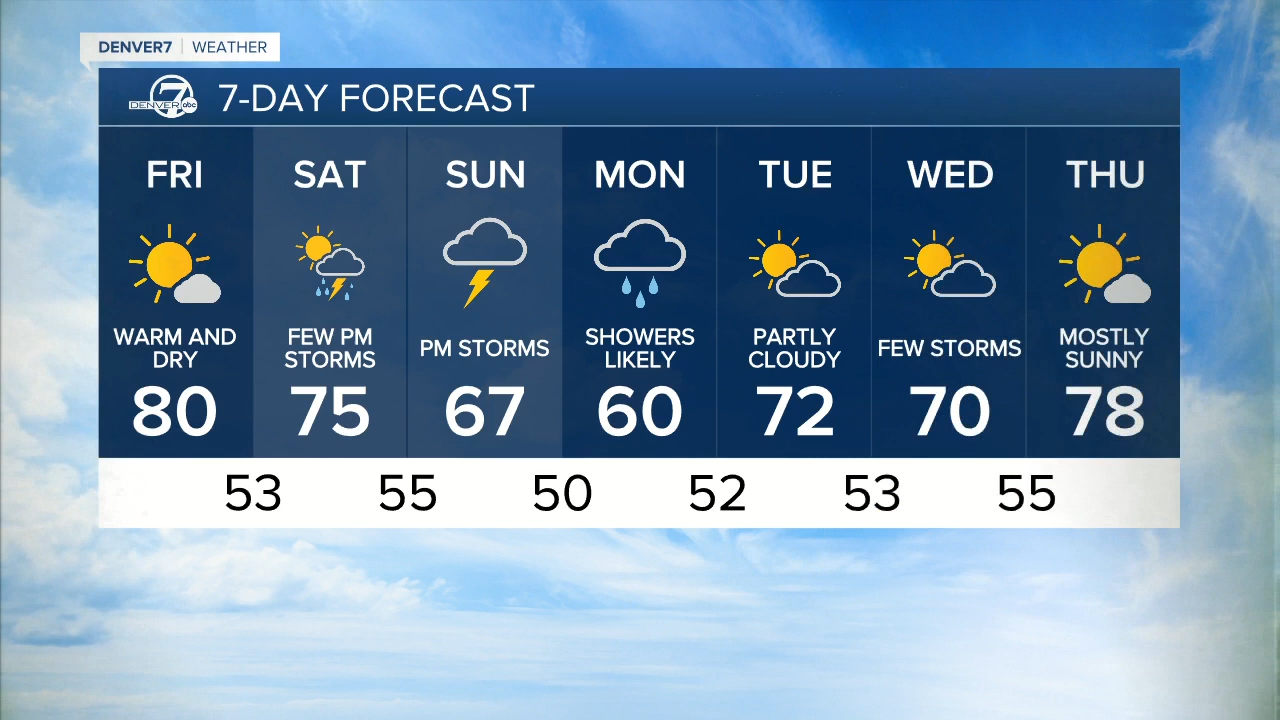 DENVER7 | WEATHER
7 DENVER abc
7-DAY FORECAST
FRI SAT SUN MON TUE WED THU
WARM AND
DRY
FEW PM
STORMS
PM STORMS
SHOWERS
LIKELY
PARTLY
CLOUDY
FEW STORMS
MOSTLY
SUNNY
80 75 67 60 72 70 78
53 55 50 52 53 55